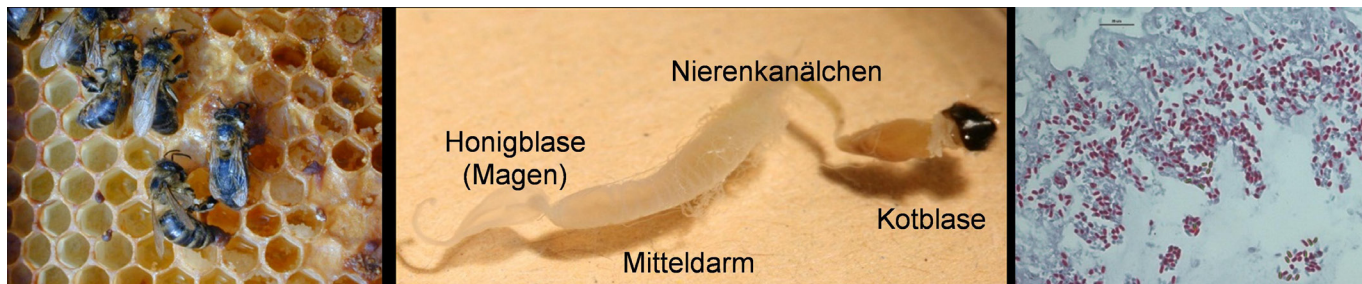 Nierenkanälchen
Honigblase
(Magen)
Kotblase
Mitteldarm